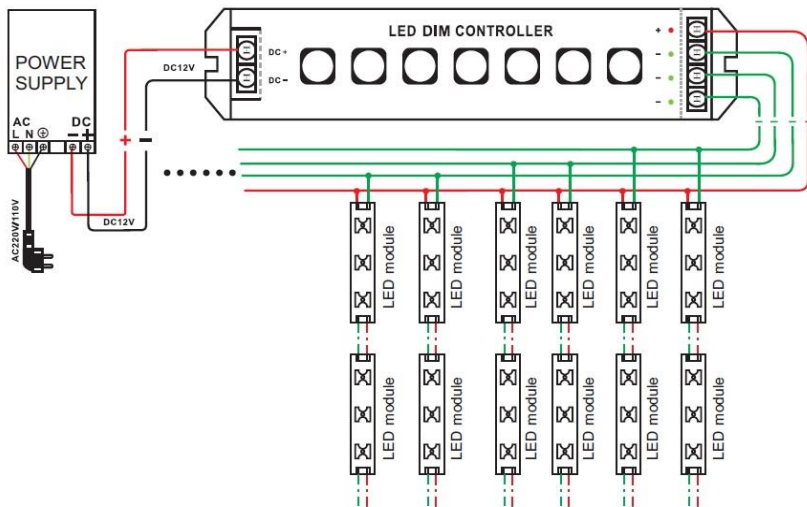 LED DIM CONTROLLER
POWER
SUPPLY
AC
DC
L N ⏚
− +
DC12V
DC +
DC −
+
−
−
−
+ −
DC12V
AC220V/110V
LED module
LED module
LED module
LED module
LED module
LED module
LED module
LED module
LED module
LED module
LED module
LED module